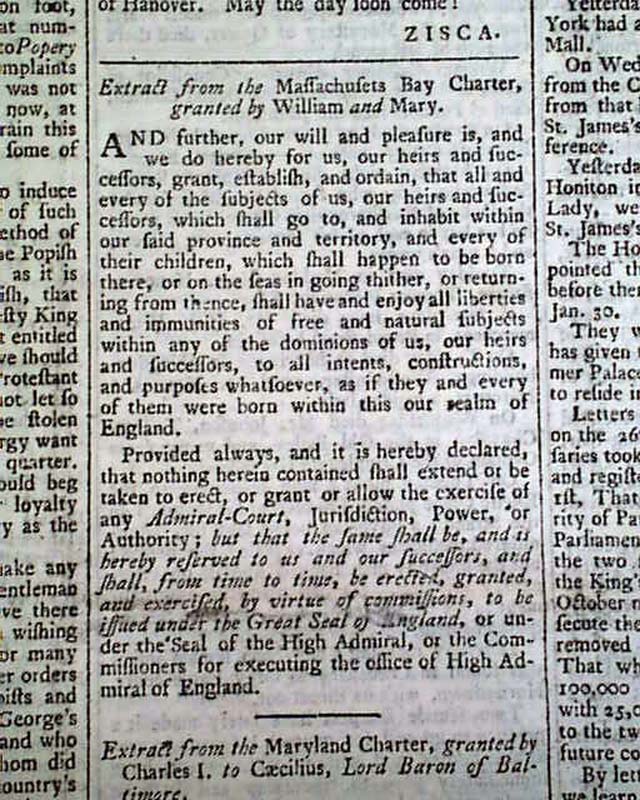 on foot,
at num-
to Popery
mplaints
was not
now, at
rain this
ſome of
o induce
of ſuch
ethod of
e Popiſh
as it is
iſh, that
ſty King
t entitled
ve ſhould
roteſtant
ot let ſo
e ſtolen
rgy want
quarter.
ould beg
loyalty
y as the
ake any
entleman
ve there
wiſhing
or many
er orders
iſts and
George's
and who
hom did
ountry's
of Hanover. May the day ſoon come!
ZISCA.
Extract from the Maſſachuſets Bay Charter,
granted by William and Mary.
AND further, our will and pleaſure is, and
we do hereby for us, our heirs and ſuc-
ceſſors, grant, eſtabliſh, and ordain, that all and
every of the ſubjects of us, our heirs and ſuc-
ceſſors, which ſhall go to, and inhabit within
our ſaid province and territory, and every of
their children, which ſhall happen to be born
there, or on the ſeas in going thither, or return-
ing from thence, ſhall have and enjoy all liberties
and immunities of free and natural ſubjects
within any of the dominions of us, our heirs
and ſucceſſors, to all intents, conſtructions,
and purpoſes whatſoever, as if they and every
of them were born within this our realm of
England.
Provided always, and it is hereby declared,
that nothing herein contained ſhall extend or be
taken to erect, or grant or allow the exerciſe of
any Admiral-Court, Jurisdiction, Power, or
Authority; but that the ſame ſhall be, and is
hereby reſerved to us and our ſucceſſors, and
ſhall, from time to time, be erected, granted,
and exerciſed, by virtue of commiſſions, to be
iſſued under the Great Seal of England, or un-
der the Seal of the High Admiral, or the Com-
miſſioners for executing the office of High Ad-
miral of England.
Extract from the Maryland Charter, granted by
Charles I. to Cæcilius, Lord Baron of Bal-
timore.
Yeſterda
York had a
Mall.
On Wed
from the C
from that
St. James's
ference.
Yeſterda
Honiton in
Lady, we
St. James's
The Ho
pointed th
before the
Jan. 30.
They w
has given
mer Palace
to reſide i
Letters
on the 26
ſaries took
and regiſte
1ſt, That
rity of Pa
Parliamen
the two
the King'
October
ſecute the
removed
That wh
100,000
with 25,0
to the tw
future co
By lett
we learn